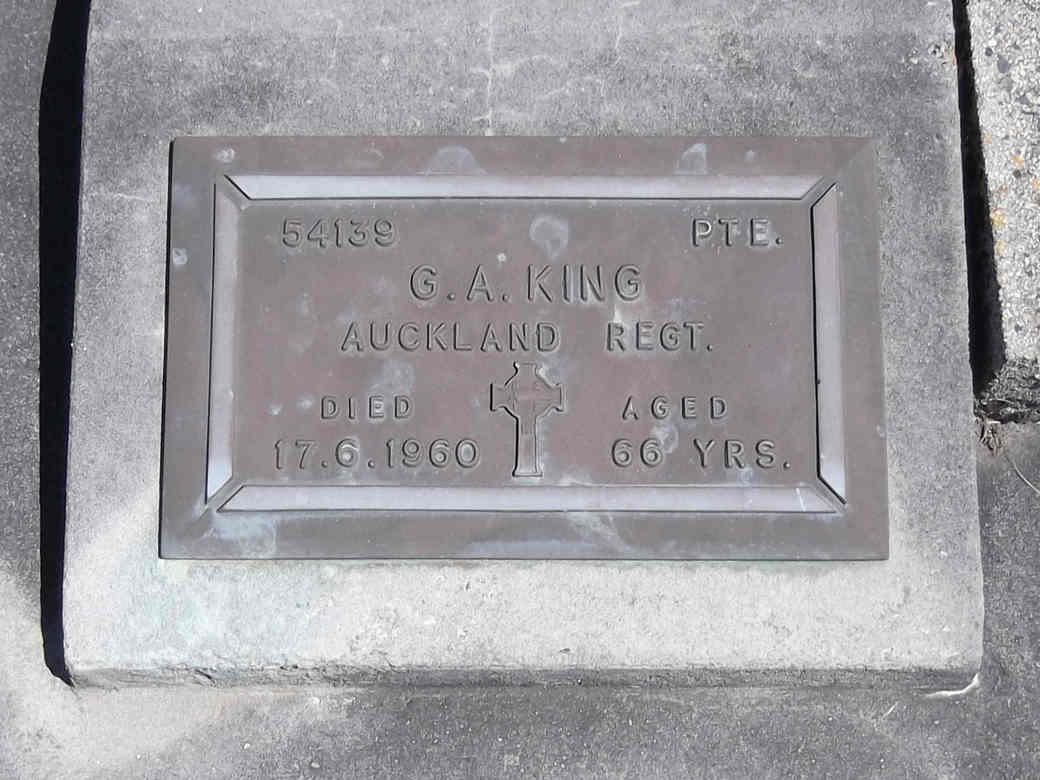 54139 PTE.
G. A. KING
AUCKLAND REGT.
DIED AGED
17.6.1960 66 YRS.